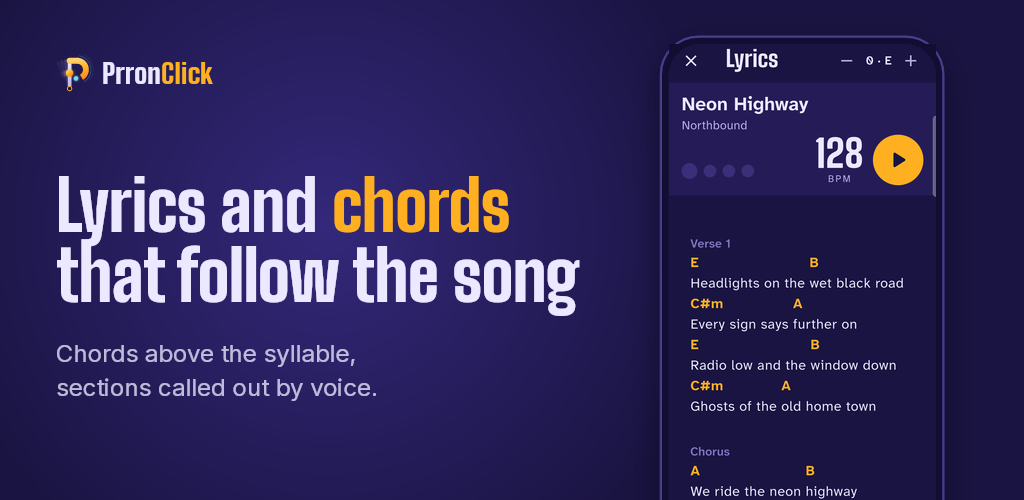 PrronClick
Lyrics and chords
that follow the song
Chords above the syllable,
sections called out by voice.
Lyrics
0·E
Neon Highway
Northbound
128
BPM
Verse 1
E B
Headlights on the wet black road
C#m A
Every sign says further on
E B
Radio low and the window down
C#m A
Ghosts of the old home town
Chorus
A B
We ride the neon highway